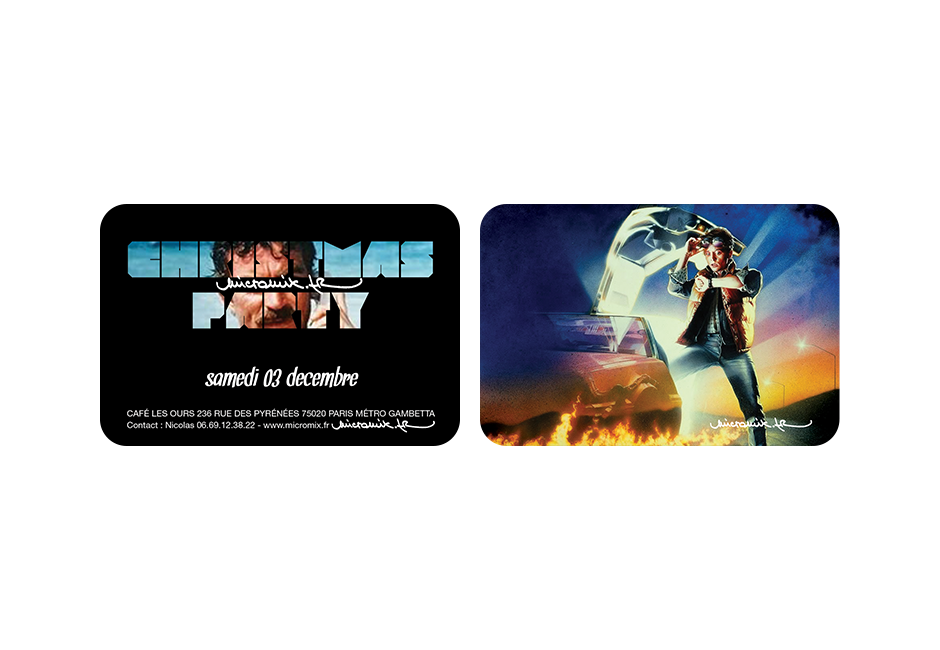 CHRISTMAS
micromix.fr
PARTY
samedi 03 decembre
CAFÉ LES OURS 236 RUE DES PYRÉNÉES 75020 PARIS MÉTRO GAMBETTA
Contact : Nicolas 06.69.12.38.22 - www.micromix.fr micromix.fr
micromix.fr